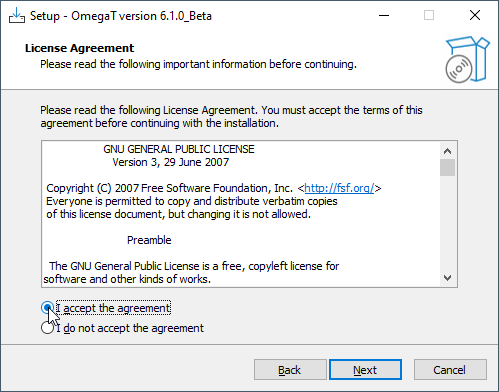 Setup - OmegaT version 6.1.0_Beta
License Agreement
Please read the following important information before continuing.
Please read the following License Agreement. You must accept the terms of this
agreement before continuing with the installation.
GNU GENERAL PUBLIC LICENSE
Version 3, 29 June 2007
Copyright (C) 2007 Free Software Foundation, Inc. <http://fsf.org/>
Everyone is permitted to copy and distribute verbatim copies
of this license document, but changing it is not allowed.
Preamble
The GNU General Public License is a free, copyleft license for
software and other kinds of works.
I accept the agreement
I do not accept the agreement
Back Next Cancel